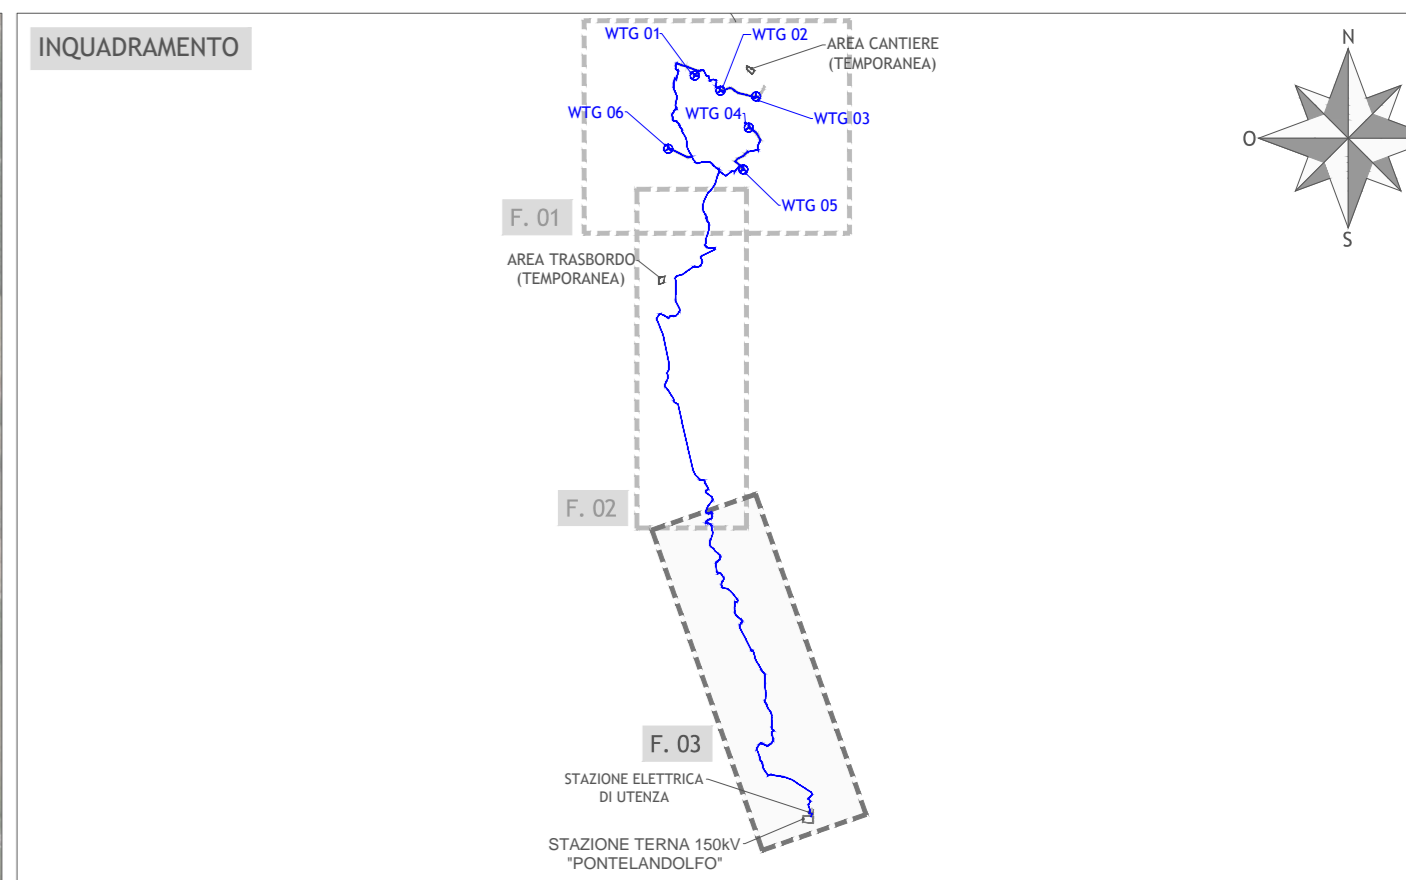 INQUADRAMENTO
WTG 01
WTG 02
AREA CANTIERE
(TEMPORANEA)
N
WTG 06
WTG 04
WTG 03
O
WTG 05
F. 01
S
AREA TRASBORDO
(TEMPORANEA)
F. 02
F. 03
STAZIONE ELETTRICA
DI UTENZA
STAZIONE TERNA 150kV
"PONTELANDOLFO"